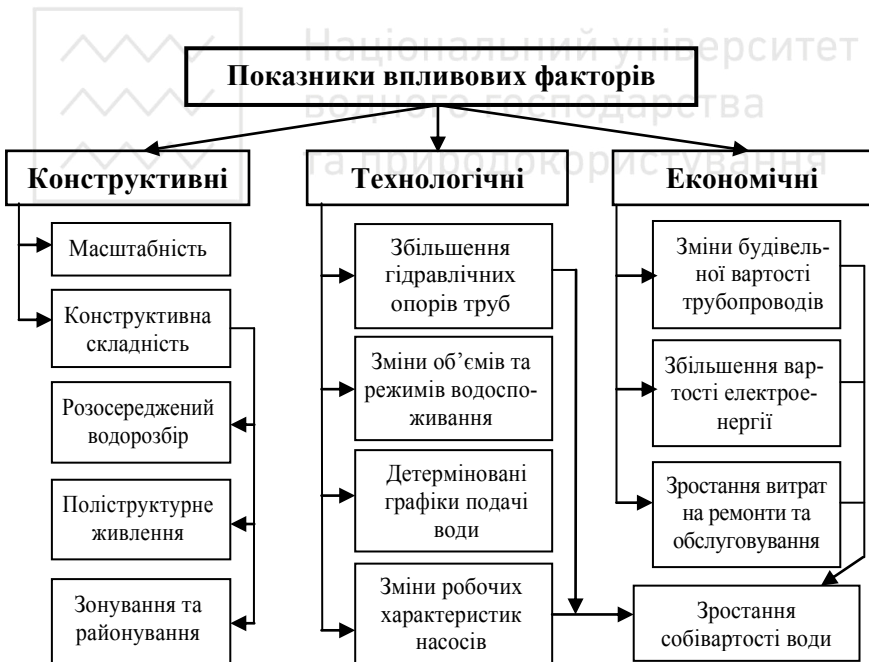 Національний університет
водного господарства
та природокористування
Показники впливових факторів
Конструктивні
Масштабність
Конструктивна
складність
Розосереджений
водорозбір
Поліструктурне
живлення
Зонування та
районування
Технологічні
Збільшення
гідравлічних
опорів труб
Зміни об’ємів та
режимів водоспо-
живання
Детерміновані
графіки подачі
води
Зміни робочих
характеристик
насосів
Економічні
Зміни будівель-
ної вартості
трубопроводів
Збільшення вар-
тості електрое-
нергії
Зростання витрат
на ремонти та
обслуговування
Зростання
собівартості води